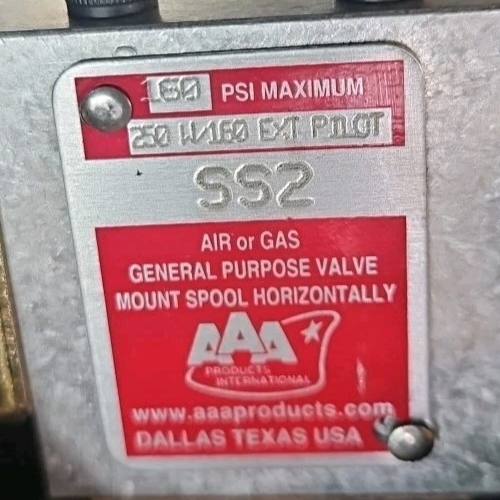 160 PSI MAXIMUM
250 W/160 EXT PILOT
SS2
AIR or GAS
GENERAL PURPOSE VALVE
MOUNT SPOOL HORIZONTALLY
AAA
PRODUCTS
INTERNATIONAL
www.aaaproducts.com
DALLAS TEXAS USA